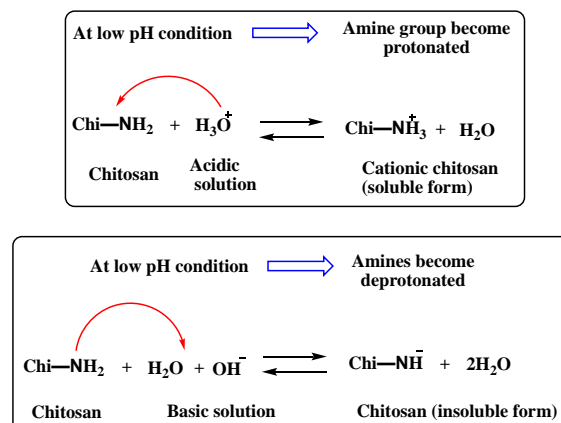 At low pH condition Amine group become
protonated
Chi—NH₂ + H₃O⁺ Chi—NH₃⁺ + H₂O
Chitosan Acidic solution Cationic chitosan (soluble form)
At low pH condition Amines become
deprotonated
Chi—NH₂ + H₂O + OH⁻ Chi—NH⁻ + 2H₂O
Chitosan Basic solution Chitosan (insoluble form)